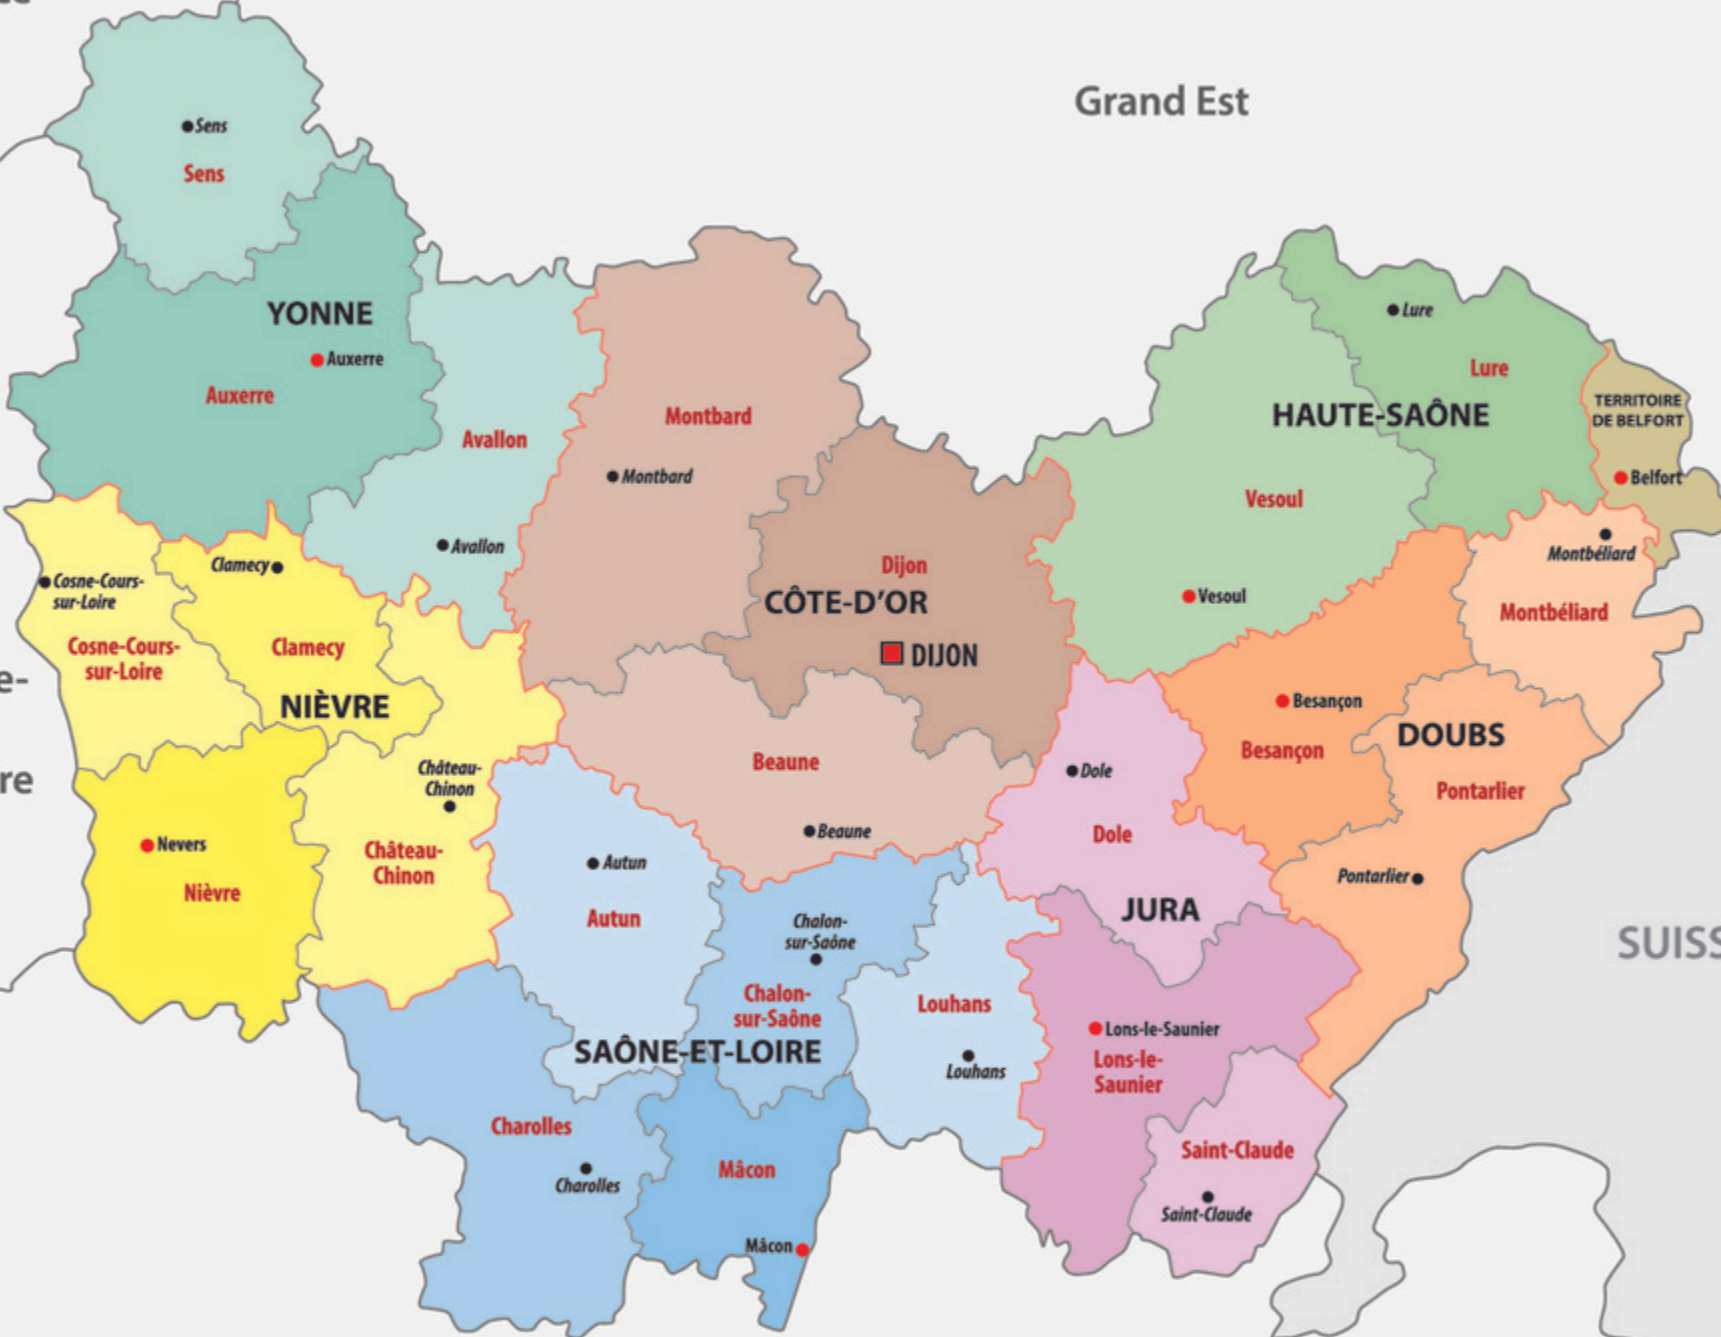 Grand Est
Sens
Sens
YONNE
Auxerre
Auxerre
Avallon
Avallon
Montbard
Montbard
Dijon
CÔTE-D'OR
DIJON
Beaune
Beaune
Lure
Lure
HAUTE-SAÔNE
Vesoul
Vesoul
TERRITOIRE
DE BELFORT
Belfort
Montbéliard
Montbéliard
Besançon
Besançon
DOUBS
Pontarlier
Pontarlier
Cosne-Cours-
sur-Loire
Cosne-Cours-
sur-Loire
Clamecy
Clamecy
NIÈVRE
Château-
Chinon
Château-
Chinon
Nevers
Nièvre
e-
re
Autun
Autun
Chalon-
sur-Saône
Chalon-
sur-Saône
SAÔNE-ET-LOIRE
Louhans
Louhans
Charolles
Charolles
Mâcon
Mâcon
Dole
Dole
JURA
Lons-le-Saunier
Lons-le-
Saunier
Saint-Claude
Saint-Claude
SUISS